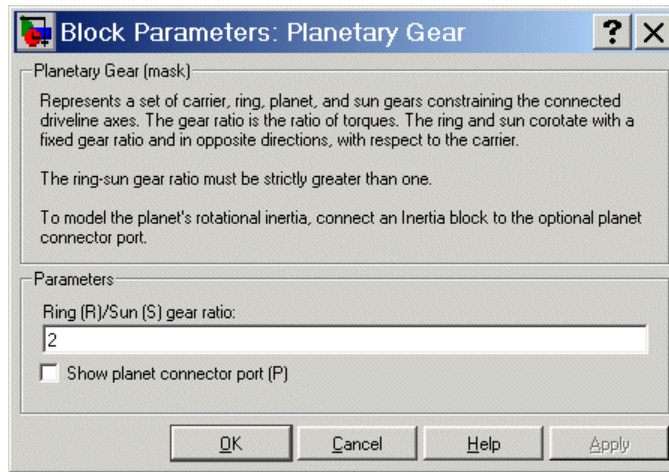 Block Parameters: Planetary Gear
Planetary Gear (mask)
Represents a set of carrier, ring, planet, and sun gears constraining the connected
driveline axes. The gear ratio is the ratio of torques. The ring and sun corotate with a
fixed gear ratio and in opposite directions, with respect to the carrier.
The ring-sun gear ratio must be strictly greater than one.
To model the planet's rotational inertia, connect an Inertia block to the optional planet
connector port.
Parameters
Ring (R)/Sun (S) gear ratio:
2
Show planet connector port (P)
OK Cancel Help Apply